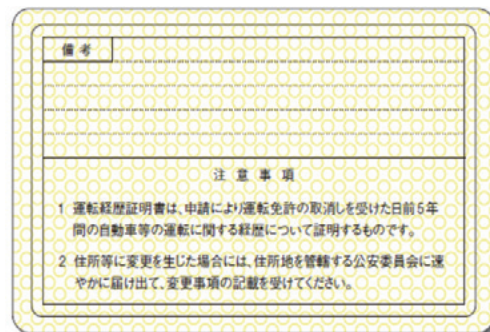 備考
注意事項
1 運転経歴証明書は、申請により運転免許の取消しを受けた日前5年
間の自動車等の運転に関する経歴について証明するものです。
2 住所等に変更を生じた場合には、住所地を管轄する公安委員会に速
やかに届け出て、変更事項の記載を受けてください。